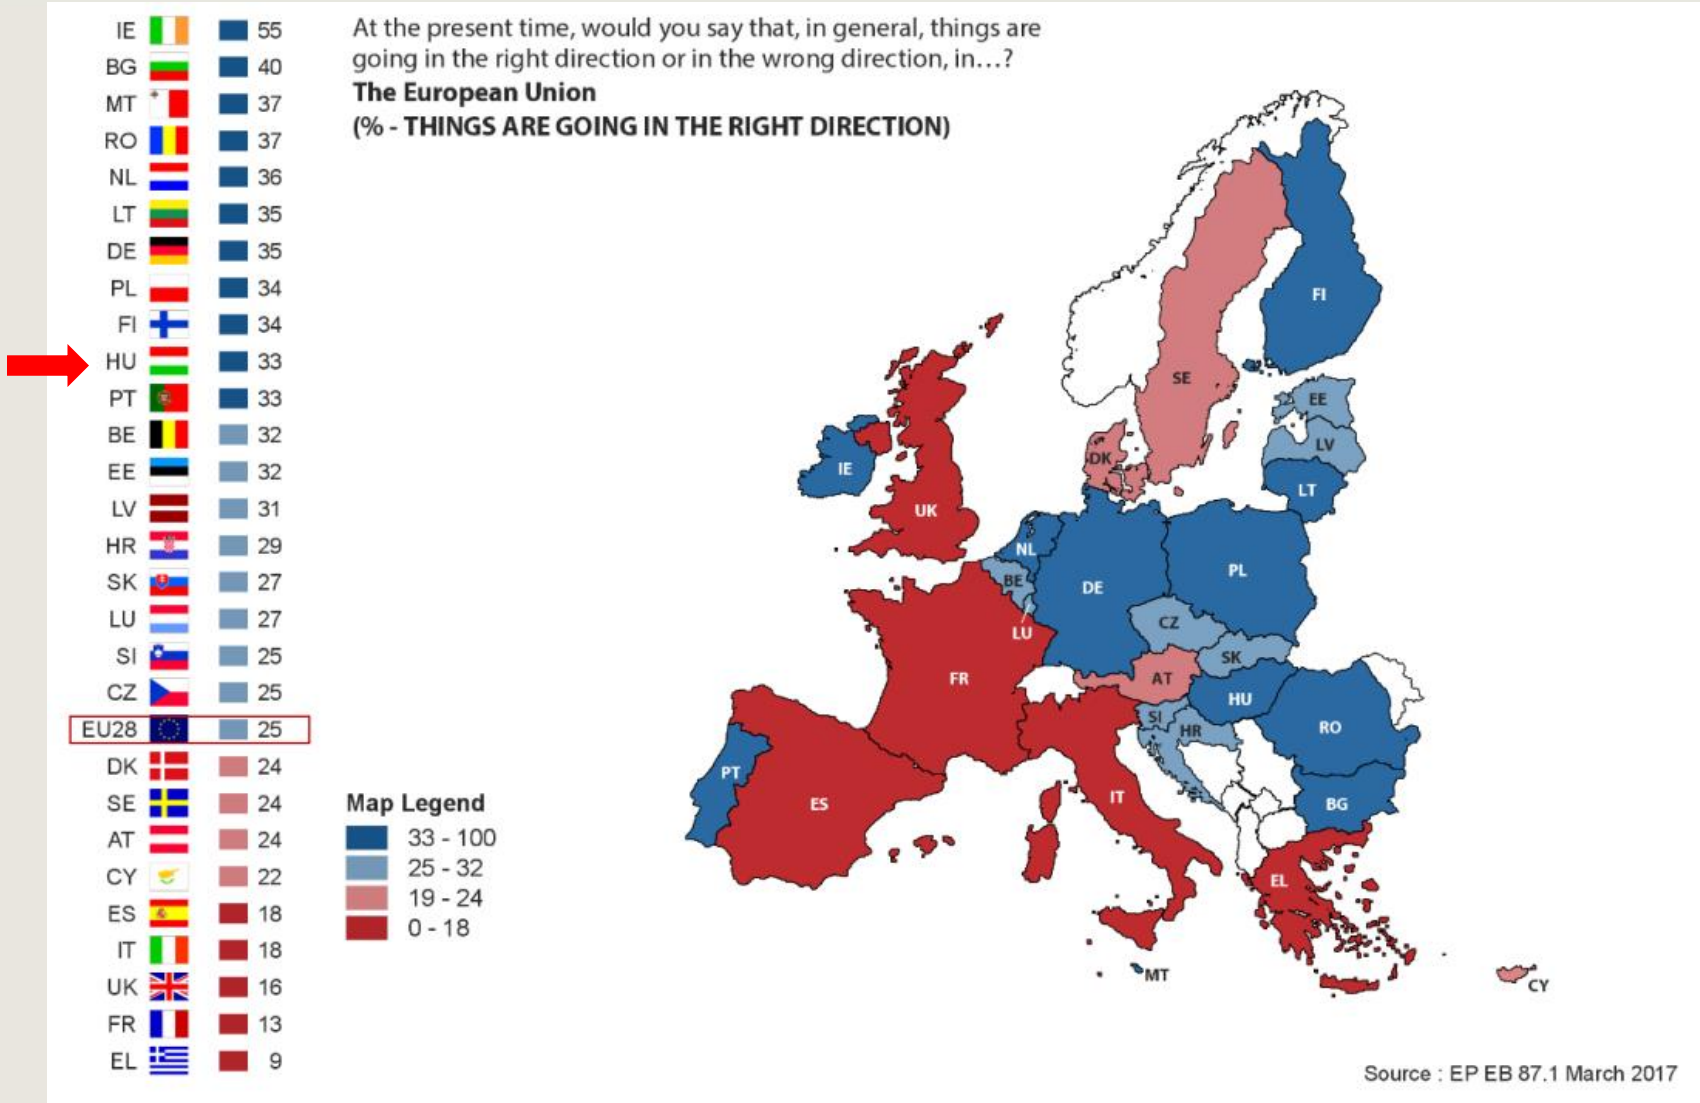 At the present time, would you say that, in general, things are
going in the right direction or in the wrong direction, in...?
The European Union
(% - THINGS ARE GOING IN THE RIGHT DIRECTION)
IE 55
BG 40
MT 37
RO 37
NL 36
LT 35
DE 35
PL 34
FI 34
HU 33
PT 33
BE 32
EE 32
LV 31
HR 29
SK 27
LU 27
SI 25
CZ 25
EU28 25
DK 24
SE 24
AT 24
CY 22
ES 18
IT 18
UK 16
FR 13
EL 9
Map Legend
33 - 100
25 - 32
19 - 24
0 - 18
FI
SE
EE
LV
DK
LT
IE
UK
NL
PL
BE
DE
CZ
LU
SK
FR
AT
HU
SI
HR
RO
PT
IT
ES
BG
EL
MT
CY
Source : EP EB 87.1 March 2017